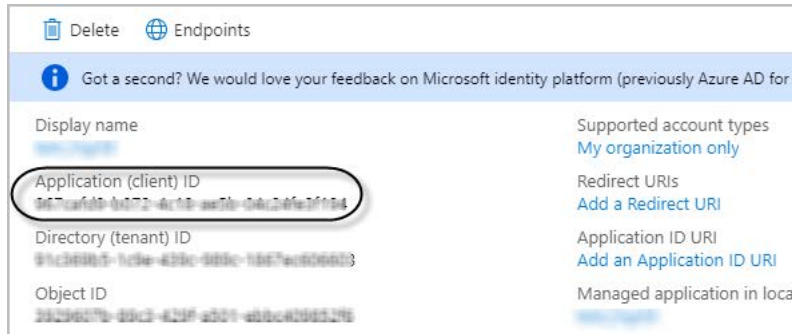 Delete Endpoints
Got a second? We would love your feedback on Microsoft identity platform (previously Azure AD for
Display name
Supported account types
My organization only
Application (client) ID
Redirect URIs
Add a Redirect URI
Directory (tenant) ID
Application ID URI
Add an Application ID URI
Object ID
Managed application in loca